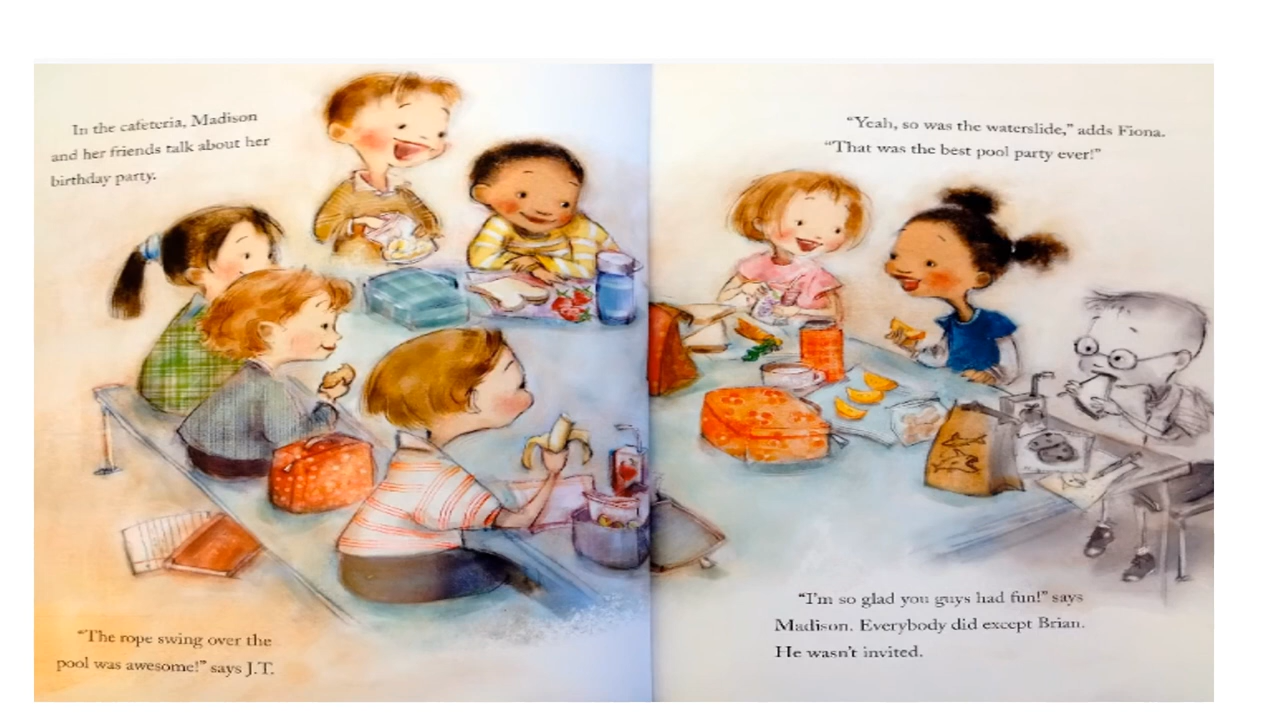 In the cafeteria, Madison
and her friends talk about her
birthday party.
“The rope swing over the
pool was awesome!” says J.T.
“Yeah, so was the waterslide,” adds Fiona.
“That was the best pool party ever!”
“I’m so glad you guys had fun!” says
Madison. Everybody did except Brian.
He wasn’t invited.